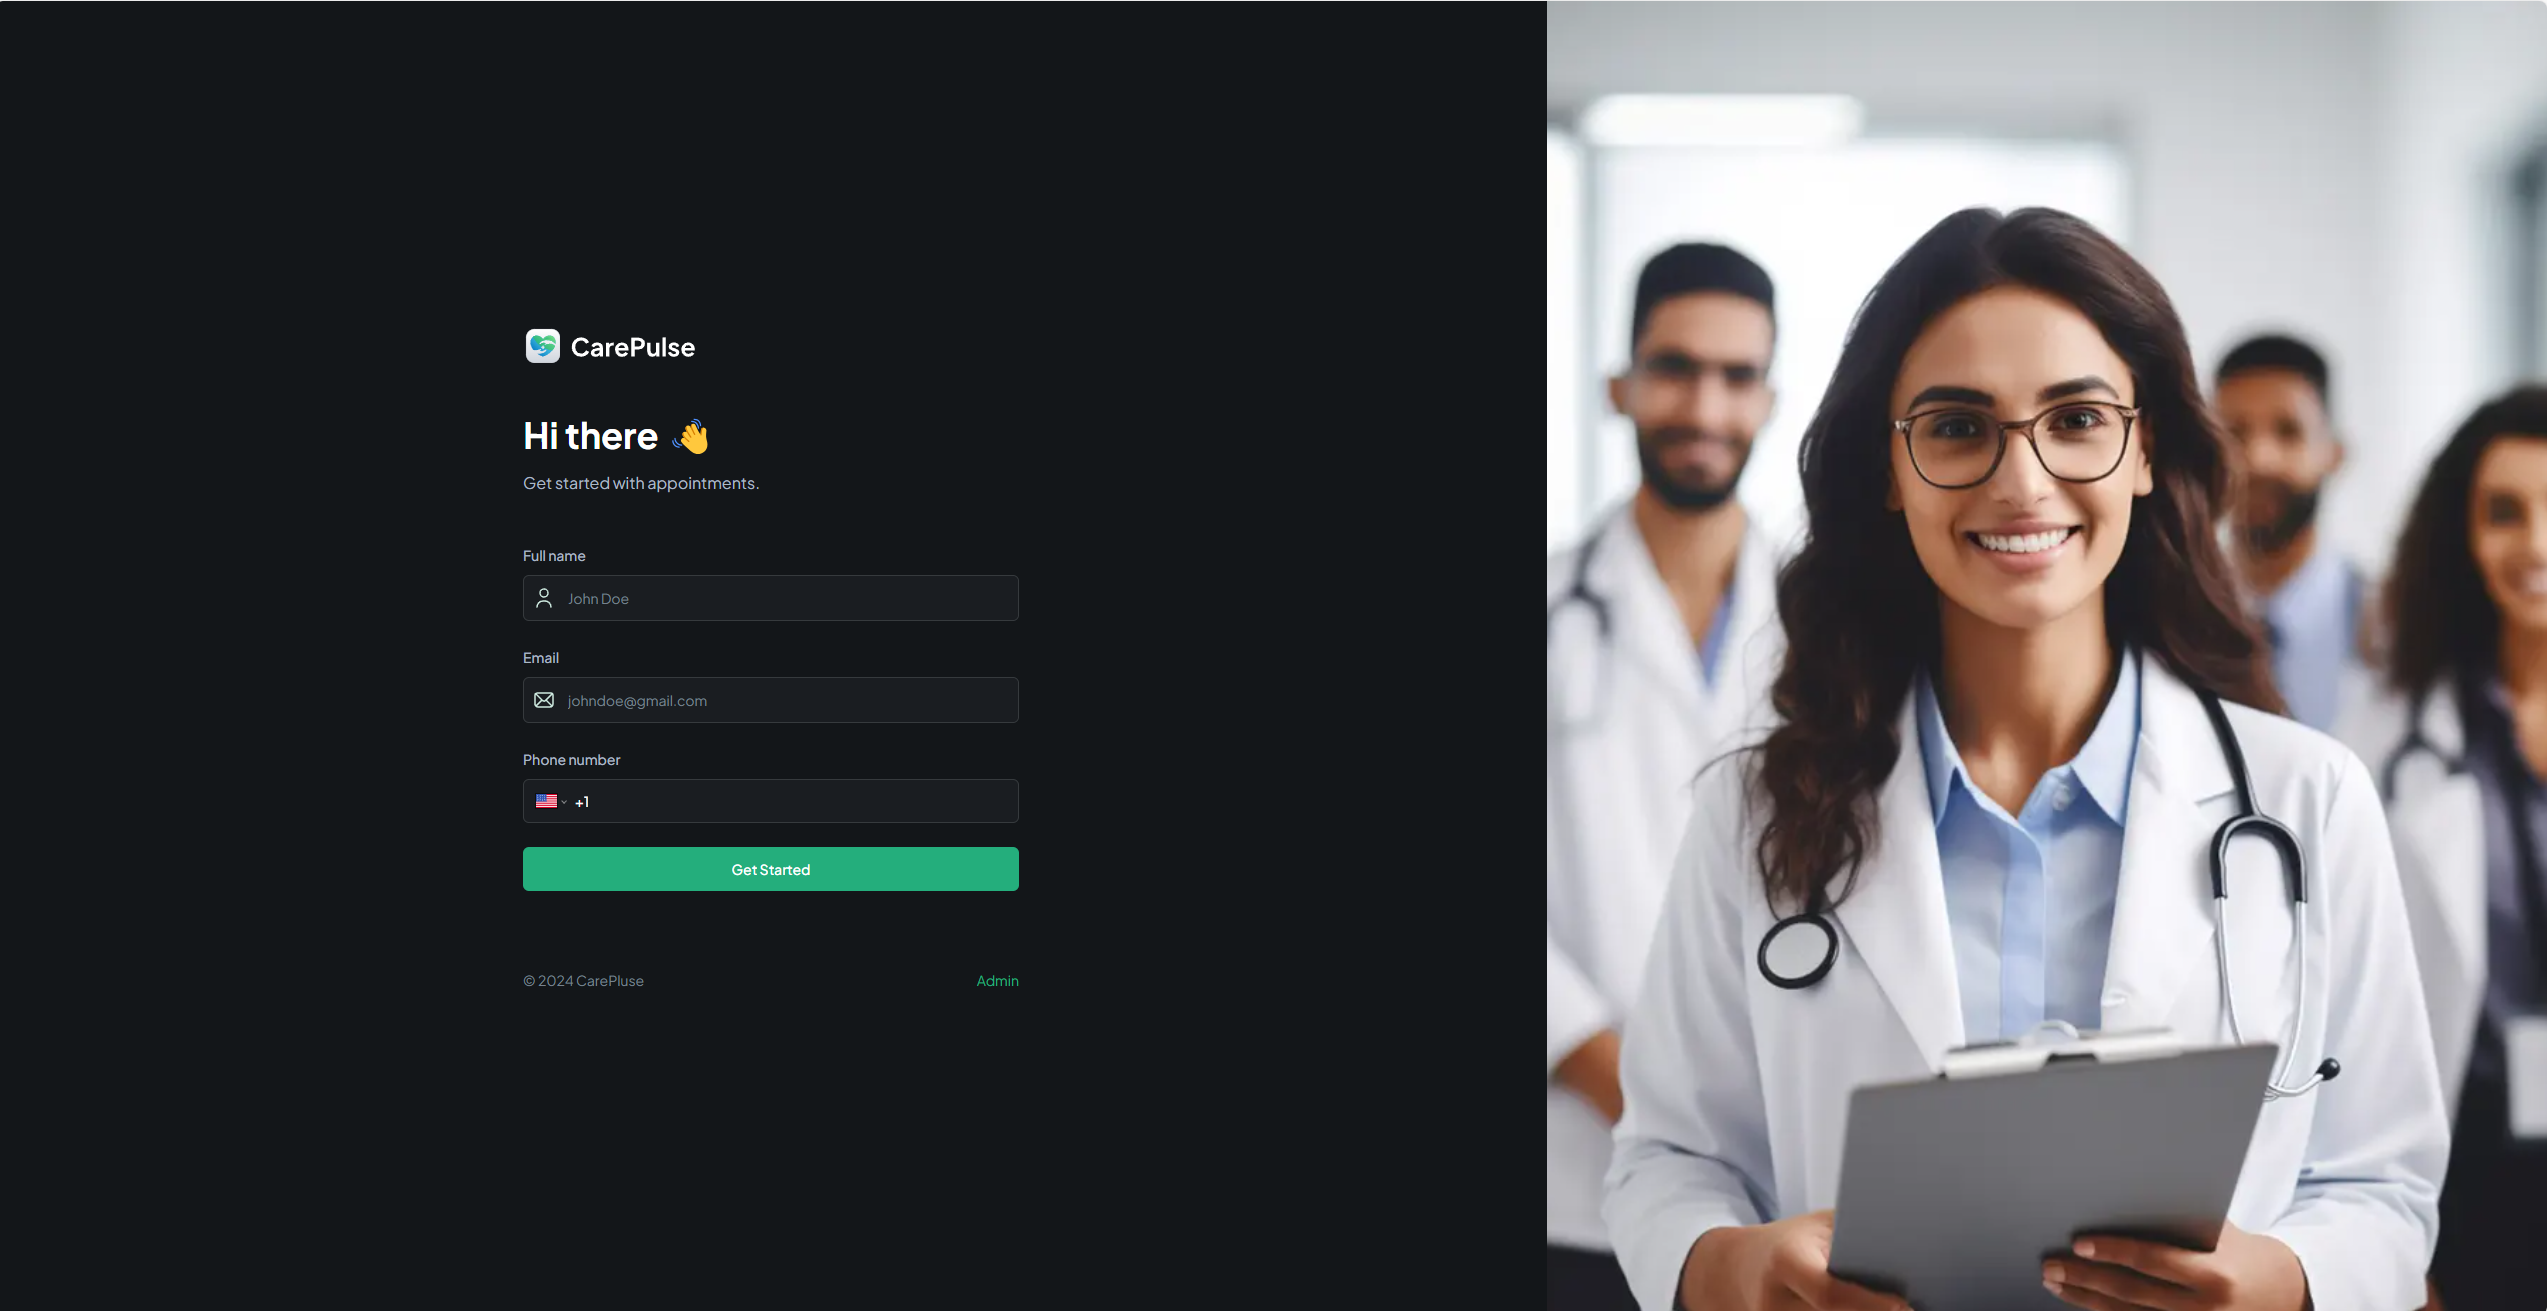 CarePulse
Hi there 👋
Get started with appointments.
Full name
John Doe
Email
johndoe@gmail.com
Phone number
+1
Get Started
© 2024 CarePluse
Admin